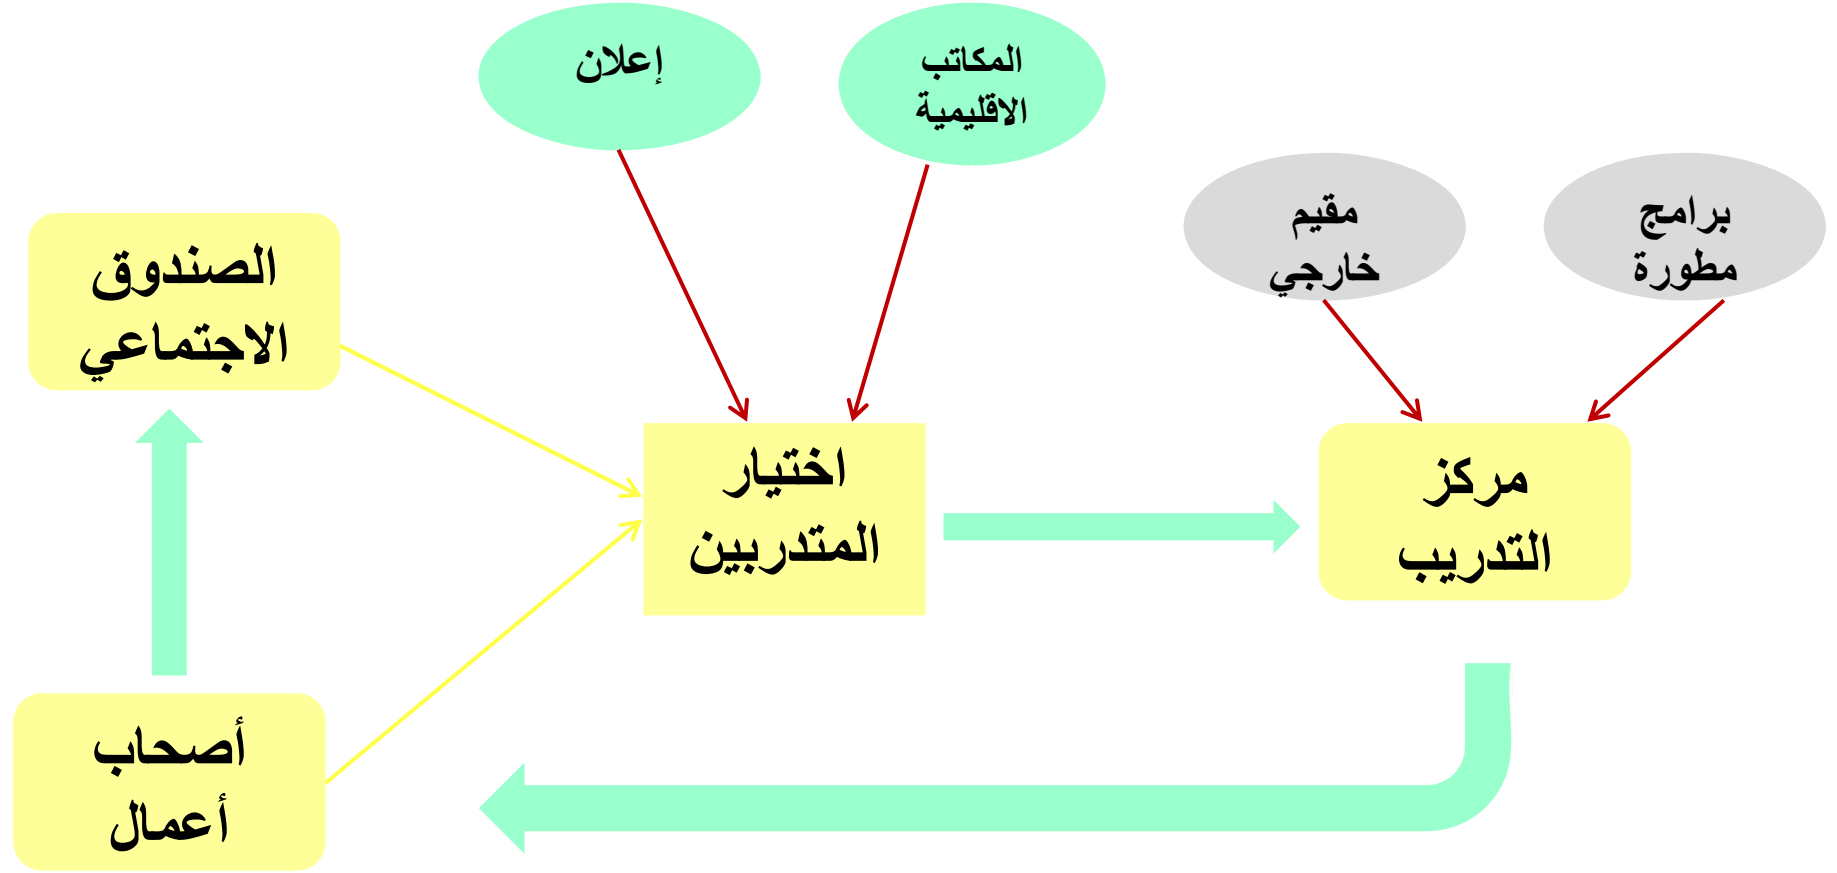 إعلان
المكاتب
الاقليمية
مقيم
خارجي
برامج
مطورة
الصندوق
الاجتماعي
اختيار
المتدربين
مركز
التدريب
أصحاب
أعمال